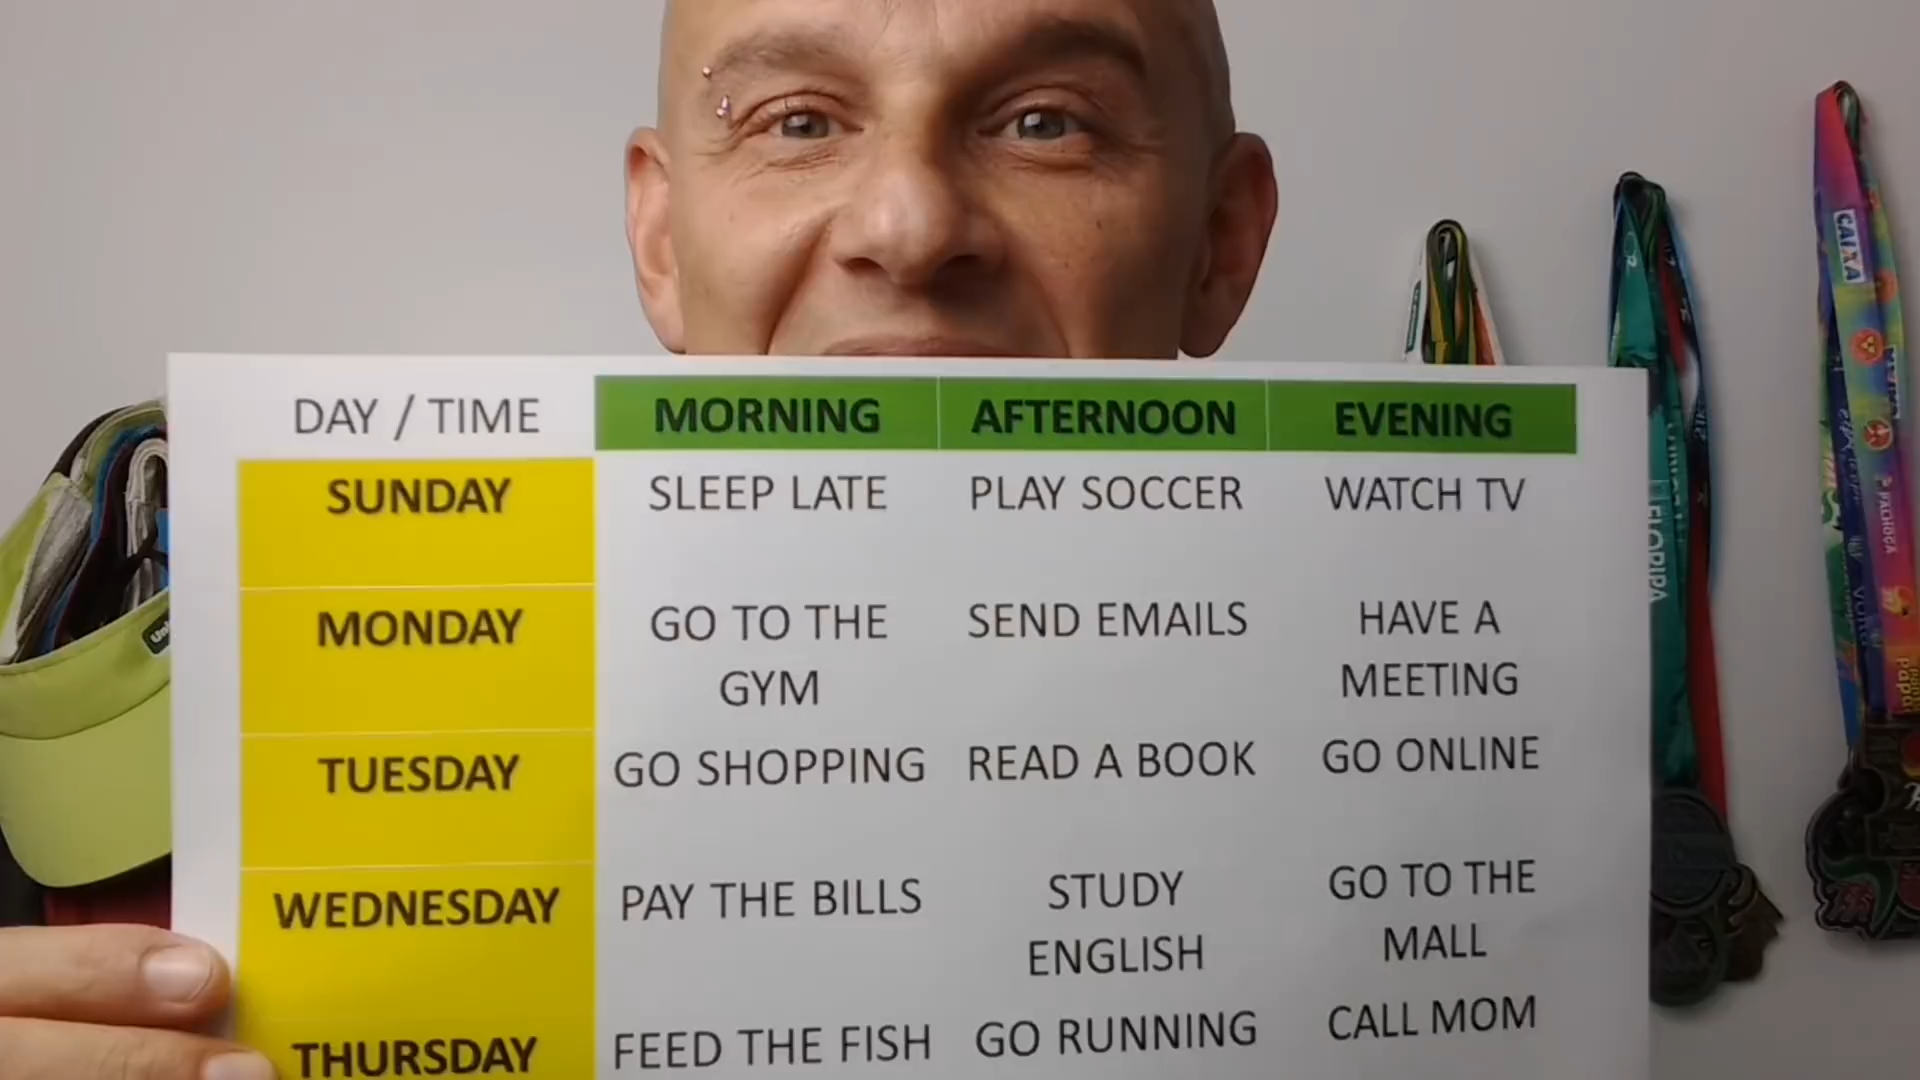 DAY / TIME MORNING AFTERNOON EVENING
SUNDAY SLEEP LATE PLAY SOCCER WATCH TV
MONDAY GO TO THE GYM SEND EMAILS HAVE A MEETING
TUESDAY GO SHOPPING READ A BOOK GO ONLINE
WEDNESDAY PAY THE BILLS STUDY ENGLISH GO TO THE MALL
THURSDAY FEED THE FISH GO RUNNING CALL MOM
CAIXA
FLORIPA